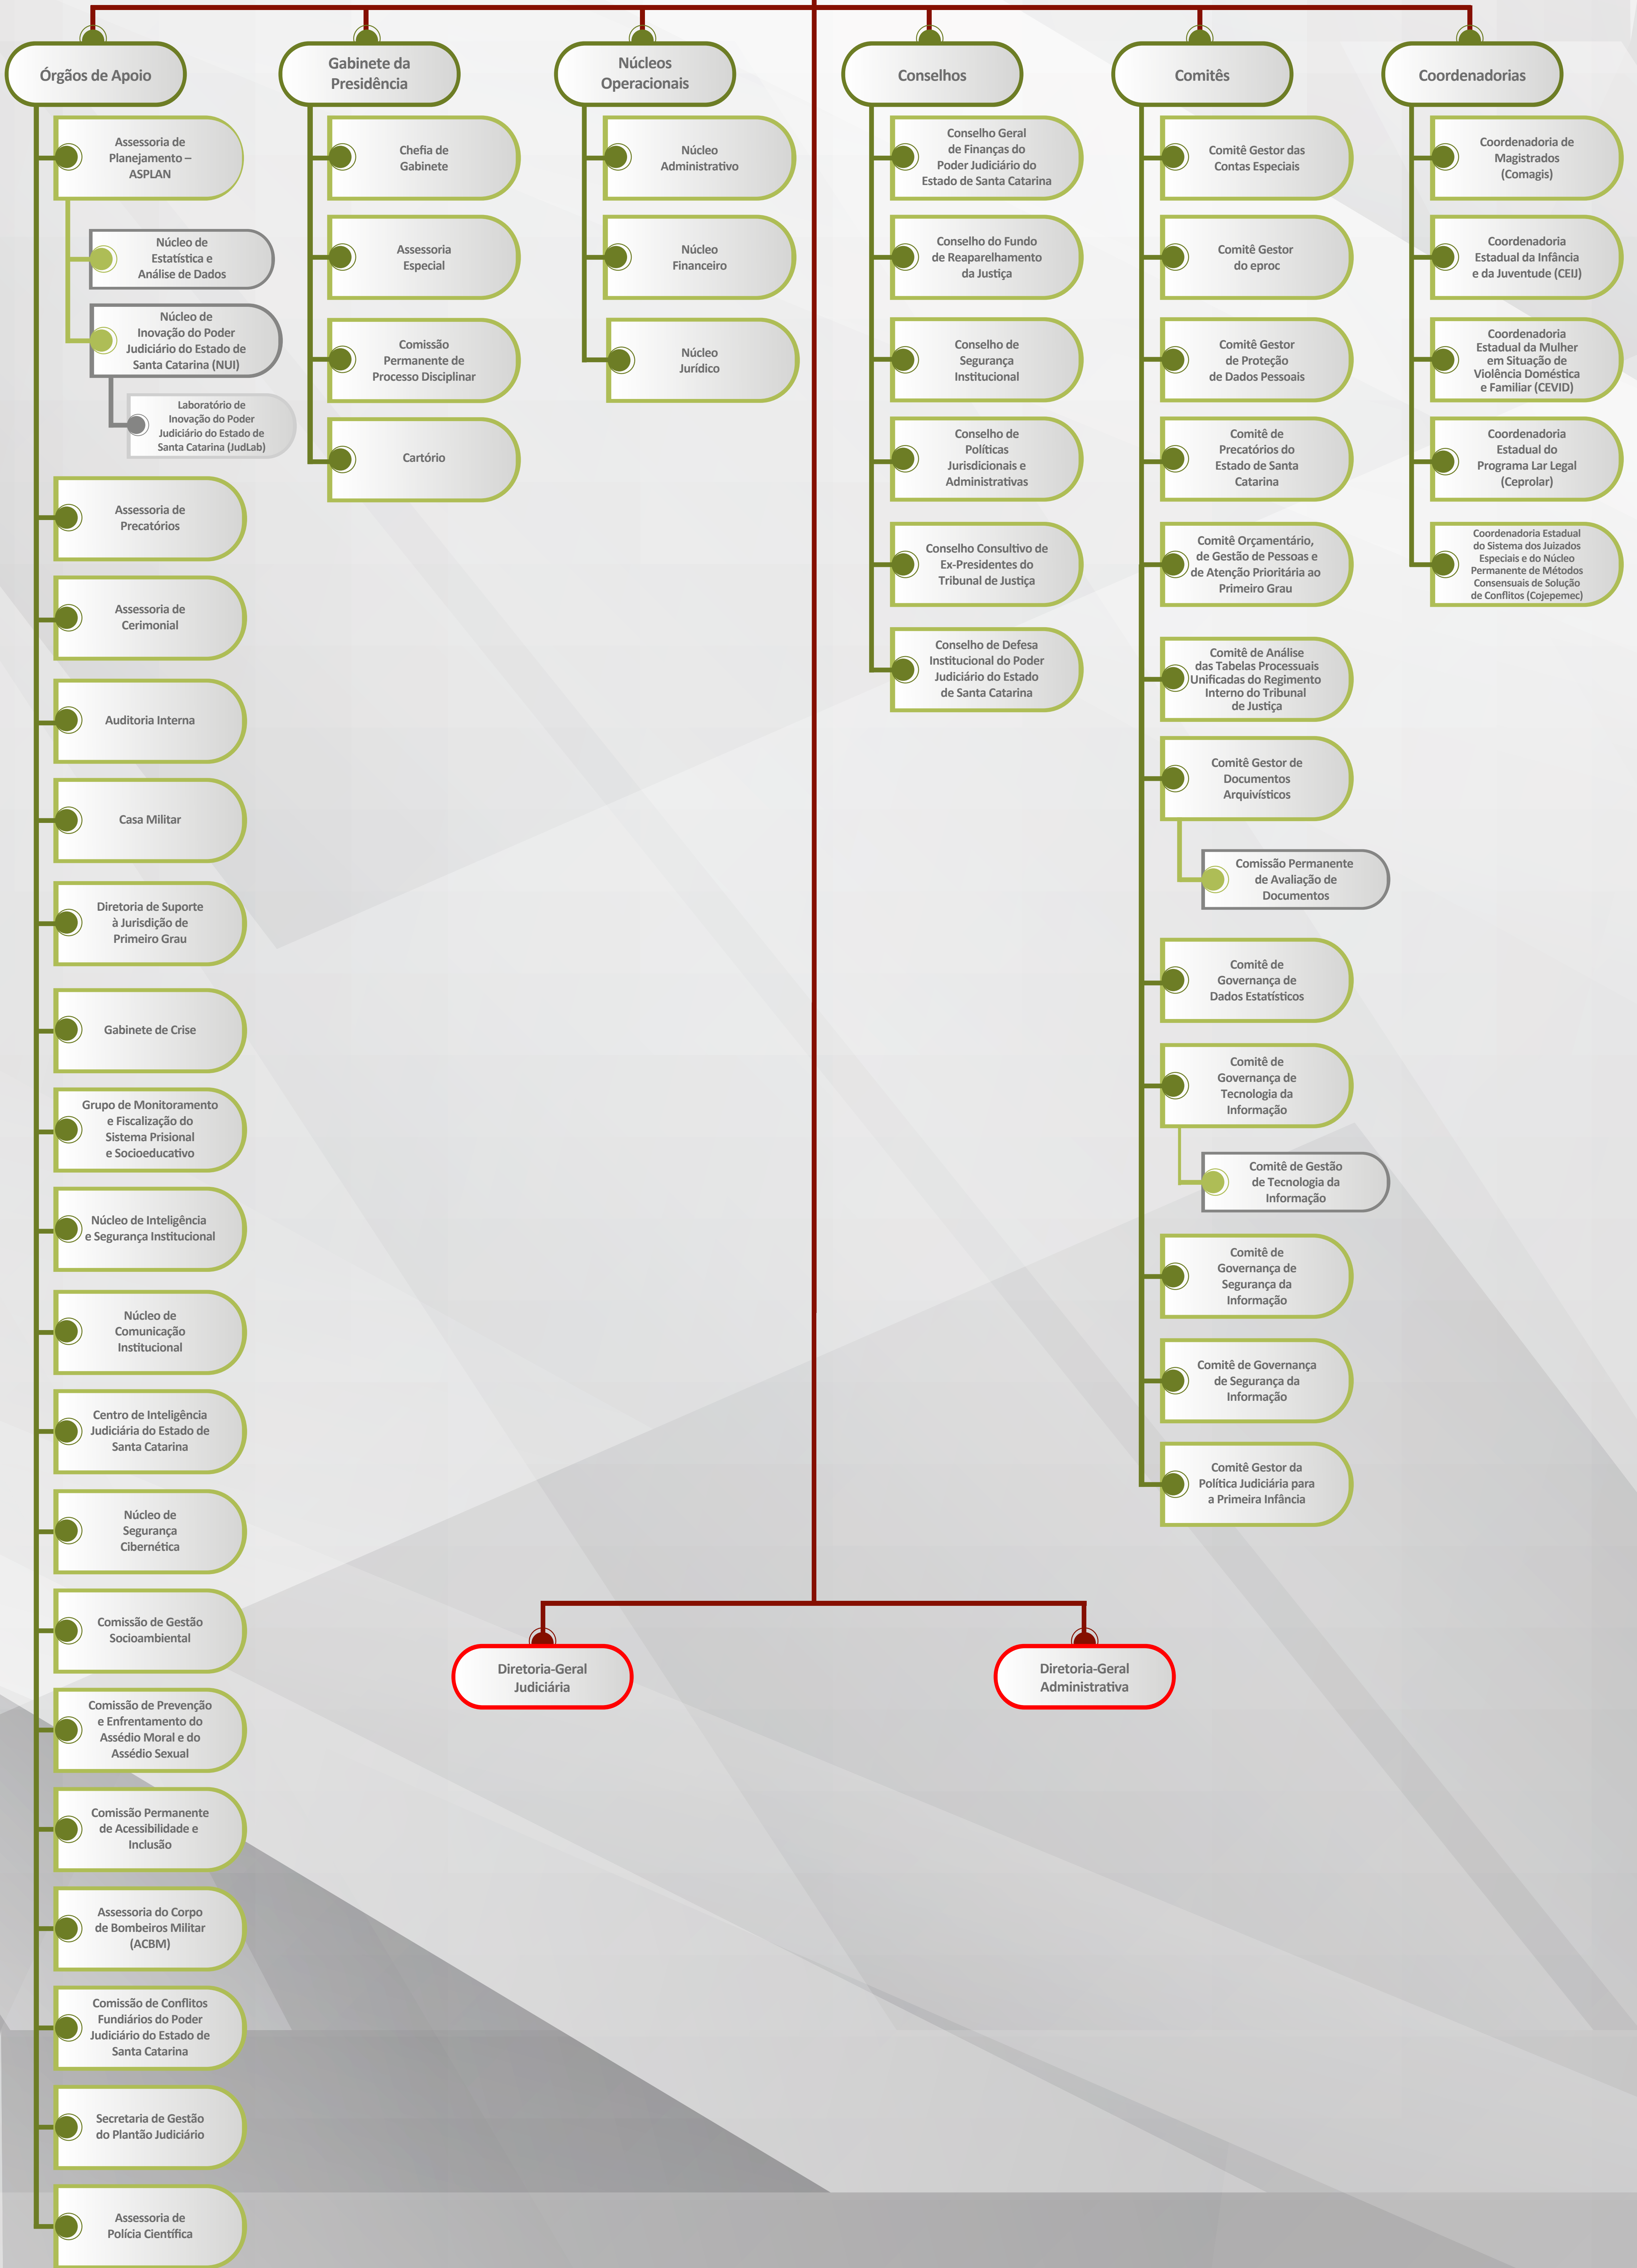 Órgãos de Apoio
Assessoria de
Planejamento –
ASPLAN
Núcleo de
Estatística e
Análise de Dados
Núcleo de
Inovação do Poder
Judiciário do Estado de
Santa Catarina (NUI)
Laboratório de
Inovação do Poder
Judiciário do Estado de
Santa Catarina (JudLab)
Assessoria de
Precatórios
Assessoria de
Cerimonial
Auditoria Interna
Casa Militar
Diretoria de Suporte
à Jurisdição de
Primeiro Grau
Gabinete de Crise
Grupo de Monitoramento
e Fiscalização do
Sistema Prisional
e Socioeducativo
Núcleo de Inteligência
e Segurança Institucional
Núcleo de
Comunicação
Institucional
Centro de Inteligência
Judiciária do Estado de
Santa Catarina
Núcleo de
Segurança
Cibernética
Comissão de Gestão
Socioambiental
Comissão de Prevenção
e Enfrentamento do
Assédio Moral e do
Assédio Sexual
Comissão Permanente
de Acessibilidade e
Inclusão
Assessoria do Corpo
de Bombeiros Militar
(ACBM)
Comissão de Conflitos
Fundiários do Poder
Judiciário do Estado de
Santa Catarina
Secretaria de Gestão
do Plantão Judiciário
Assessoria de
Polícia Científica
Gabinete da
Presidência
Chefia de
Gabinete
Assessoria
Especial
Comissão
Permanente de
Processo Disciplinar
Cartório
Núcleos
Operacionais
Núcleo
Administrativo
Núcleo
Financeiro
Núcleo
Jurídico
Conselhos
Conselho Geral
de Finanças do
Poder Judiciário do
Estado de Santa Catarina
Conselho do Fundo
de Reaparelhamento
da Justiça
Conselho de
Segurança
Institucional
Conselho de
Políticas
Jurisdicionais e
Administrativas
Conselho Consultivo de
Ex-Presidentes do
Tribunal de Justiça
Conselho de Defesa
Institucional do Poder
Judiciário do Estado
de Santa Catarina
Comitês
Comitê Gestor das
Contas Especiais
Comitê Gestor
do eproc
Comitê Gestor
de Proteção
de Dados Pessoais
Comitê de
Precatórios do
Estado de Santa
Catarina
Comitê Orçamentário,
de Gestão de Pessoas e
de Atenção Prioritária ao
Primeiro Grau
Comitê de Análise
das Tabelas Processuais
Unificadas do Regimento
Interno do Tribunal
de Justiça
Comitê Gestor de
Documentos
Arquivísticos
Comissão Permanente
de Avaliação de
Documentos
Comitê de
Governança de
Dados Estatísticos
Comitê de
Governança de
Tecnologia da
Informação
Comitê de Gestão
de Tecnologia da
Informação
Comitê de
Governança de
Segurança da
Informação
Comitê de Governança
de Segurança da
Informação
Comitê Gestor da
Política Judiciária para
a Primeira Infância
Coordenadorias
Coordenadoria de
Magistrados
(Comagis)
Coordenadoria
Estadual da Infância
e da Juventude (CEIJ)
Coordenadoria
Estadual da Mulher
em Situação de
Violência Doméstica
e Familiar (CEVID)
Coordenadoria
Estadual do
Programa Lar Legal
(Ceprolar)
Coordenadoria Estadual
do Sistema dos Juizados
Especiais e do Núcleo
Permanente de Métodos
Consensuais de Solução
de Conflitos (Cojepemec)
Diretoria-Geral
Judiciária
Diretoria-Geral
Administrativa